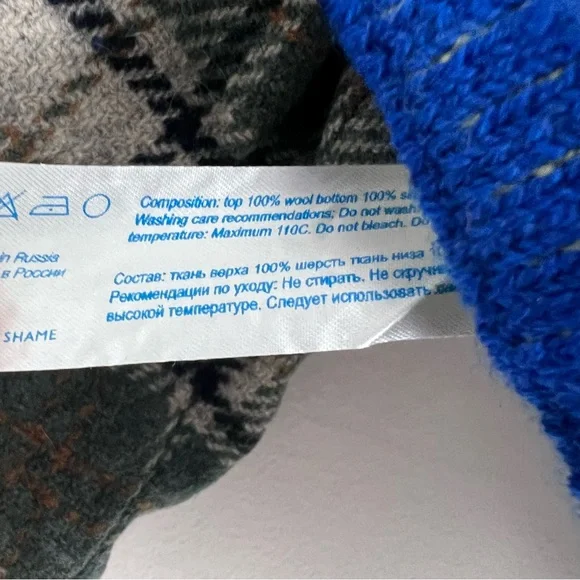 Composition: top 100% wool bottom 100%
Washing care recommendations: Do not wash
temperature: Maximum 110C. Do not bleach.
in Russia
в России
Состав: ткань верха 100% шерсть ткань низа
Рекомендации по уходу: Не стирать. Не скручи
высокой температуре. Следует использовать
SHAME